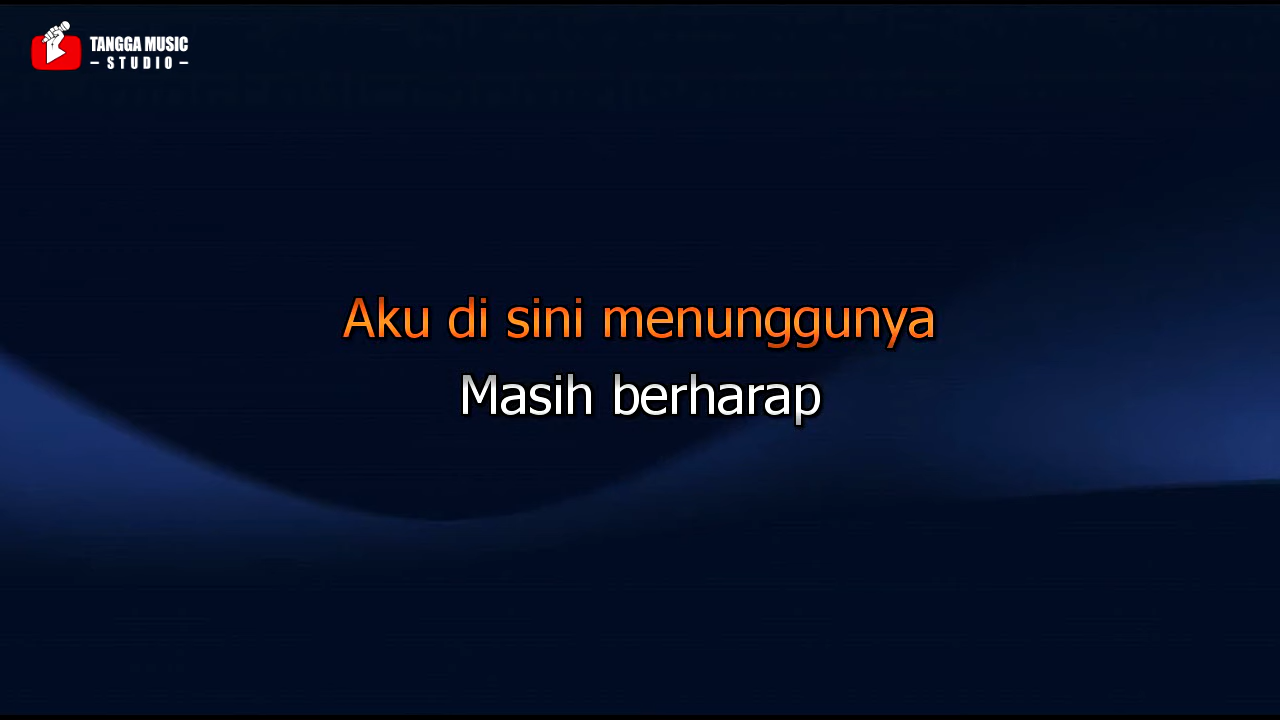 TANGGA MUSIC
– STUDIO –
Aku di sini menunggunya
Masih berharap